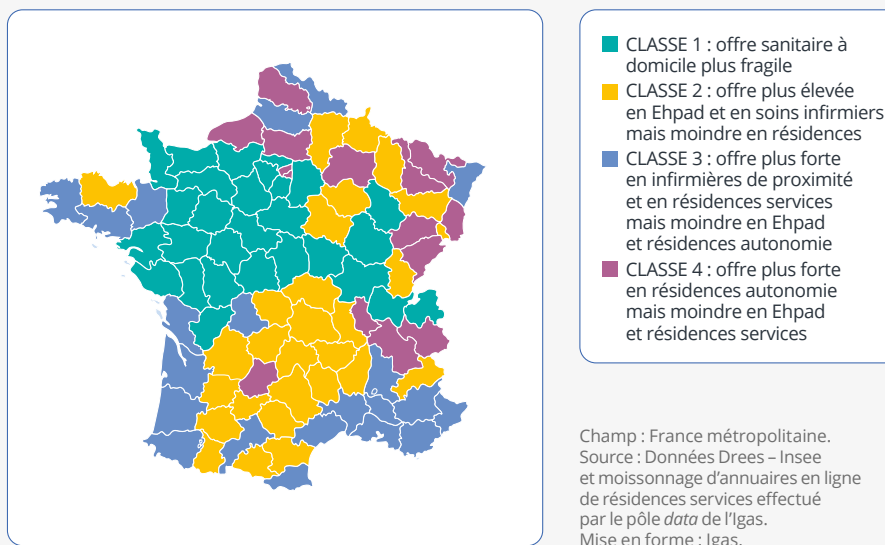 CLASSE 1 : offre sanitaire à
domicile plus fragile
CLASSE 2 : offre plus élevée
en Ehpad et en soins infirmiers
mais moindre en résidences
CLASSE 3 : offre plus forte
en infirmières de proximité
et en résidences services
mais moindre en Ehpad
et résidences autonomie
CLASSE 4 : offre plus forte
en résidences autonomie
mais moindre en Ehpad
et résidences services
Champ : France métropolitaine.
Source : Données Drees – Insee
et moissonnage d'annuaires en ligne
de résidences services effectué
par le pôle data de l'Igas.
Mise en forme : Igas.